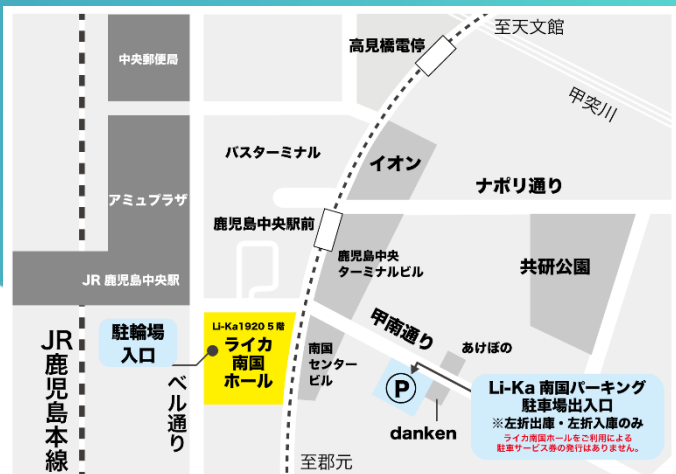 至天文館
高見橋電停
中央郵便局
甲突川
バスターミナル
イオン
ナポリ通り
アミュプラザ
鹿児島中央駅前
鹿児島中央
ターミナルビル
共研公園
JR 鹿児島中央駅
Li-Ka1920 5階
ライカ
南国
ホール
駐輪場
入口
甲南通り
あけぼの
南国
センター
ビル
JR鹿児島本線
ベル通り
P
Li-Ka 南国パーキング
駐車場出入口
※左折出庫・左折入庫のみ
ライカ南国ホールをご利用による
駐車サービス券の発行はありません。
danken
至郡元